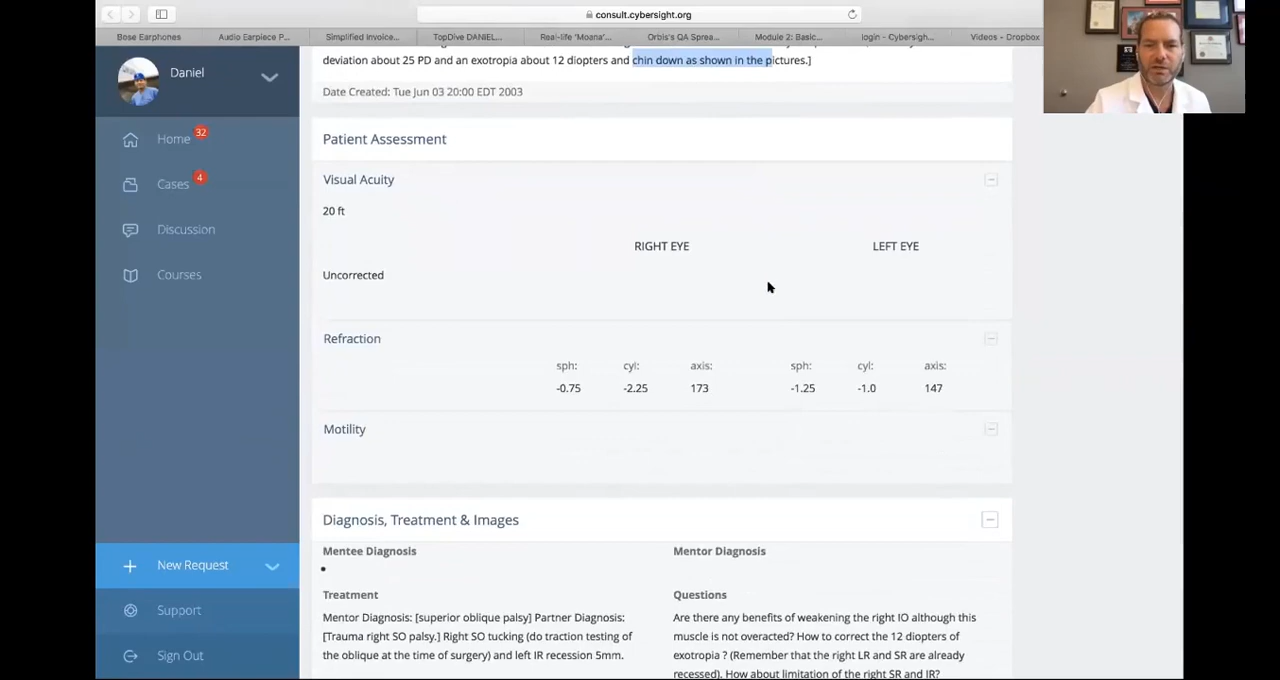 consult.cybersight.org
Bose Earphones
Audio Earpiece P...
Simplified Invoice...
TopDive DANIEL...
Real-life 'Moana'...
Orbis's QA Sprea...
Module 2: Basic...
login - Cybersigh...
Videos – Dropbox
Daniel
Home 32
Cases 4
Discussion
Courses
New Request
Support
Sign Out
deviation about 25 PD and an exotropia about 12 diopters and chin down as shown in the pictures.]
Date Created: Tue Jun 03 20:00 EDT 2003
Patient Assessment
Visual Acuity
20 ft
RIGHT EYE LEFT EYE
Uncorrected
Refraction
sph: cyl: axis: sph: cyl: axis:
-0.75 -2.25 173 -1.25 -1.0 147
Motility
Diagnosis, Treatment & Images
Mentee Diagnosis
Treatment
Mentor Diagnosis: [superior oblique palsy] Partner Diagnosis:
[Trauma right SO palsy.] Right SO tucking (do traction testing of
the oblique at the time of surgery) and left IR recession 5mm.
Mentor Diagnosis
Questions
Are there any benefits of weakening the right IO although this
muscle is not overacted? How to correct the 12 diopters of
exotropia ? (Remember that the right LR and SR are already
recessed). How about limitation of the right SR and IR?